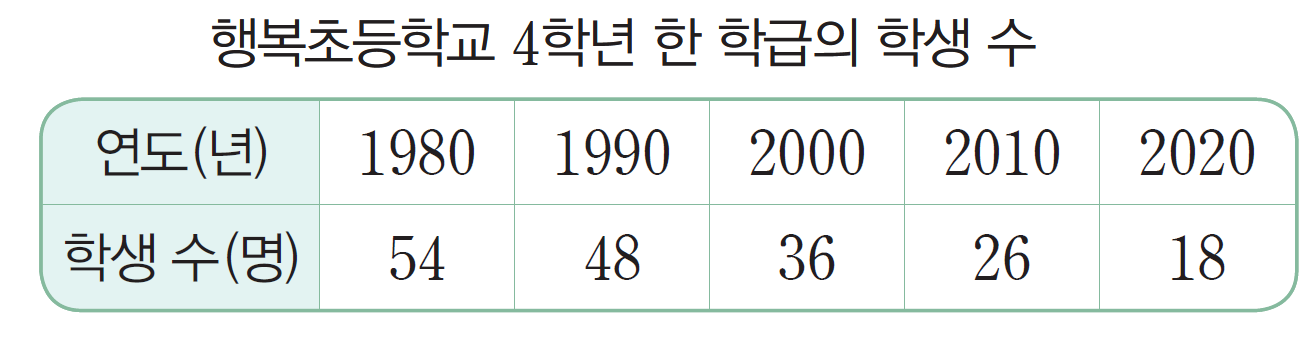 행복초등학교 4학년 한 학급의 학생 수
연도(년) 1980 1990 2000 2010 2020
학생 수(명) 54 48 36 26 18